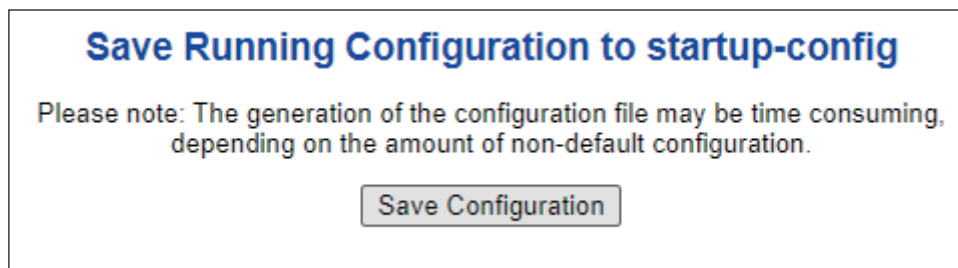 Save Running Configuration to startup-config
Please note: The generation of the configuration file may be time consuming,
depending on the amount of non-default configuration.
Save Configuration